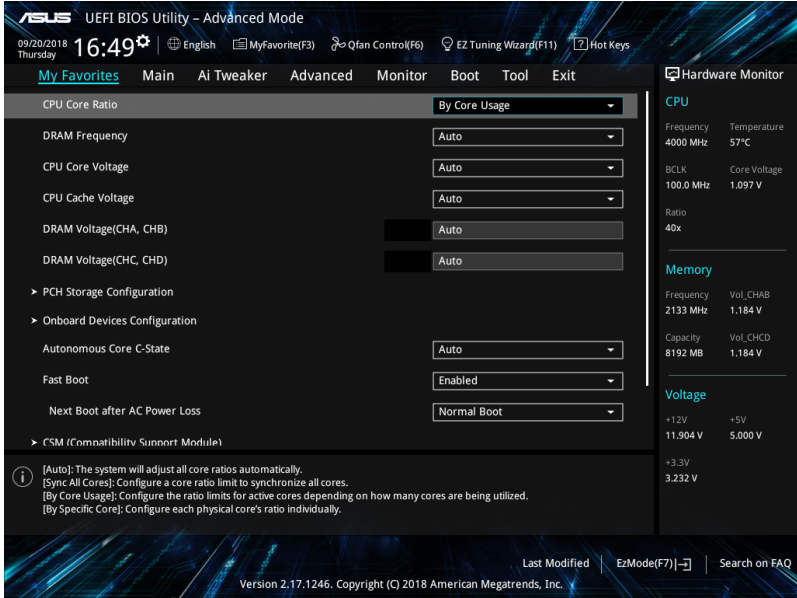 ASUS UEFI BIOS Utility – Advanced Mode
09/20/2018 Thursday 16:49 English MyFavorite(F3) Qfan Control(F6) EZ Tuning Wizard(F11) ? Hot Keys
My Favorites Main Ai Tweaker Advanced Monitor Boot Tool Exit
CPU Core Ratio By Core Usage
DRAM Frequency Auto
CPU Core Voltage Auto
CPU Cache Voltage Auto
DRAM Voltage(CHA, CHB) Auto
DRAM Voltage(CHC, CHD) Auto
> PCH Storage Configuration
> Onboard Devices Configuration
Autonomous Core C-State Auto
Fast Boot Enabled
Next Boot after AC Power Loss Normal Boot
> CSM (Compatibility Support Module)
[Auto]: The system will adjust all core ratios automatically.
[Sync All Cores]: Configure a core ratio limit to synchronize all cores.
[By Core Usage]: Configure the ratio limits for active cores depending on how many cores are being utilized.
[By Specific Core]: Configure each physical core's ratio individually.
Hardware Monitor
CPU
Frequency Temperature
4000 MHz 57°C
BCLK Core Voltage
100.0 MHz 1.097 V
Ratio
40x
Memory
Frequency Vol_CHAB
2133 MHz 1.184 V
Capacity Vol_CHCD
8192 MB 1.184 V
Voltage
+12V +5V
11.904 V 5.000 V
+3.3V
3.232 V
Last Modified EzMode(F7) Search on FAQ
Version 2.17.1246. Copyright (C) 2018 American Megatrends, Inc.